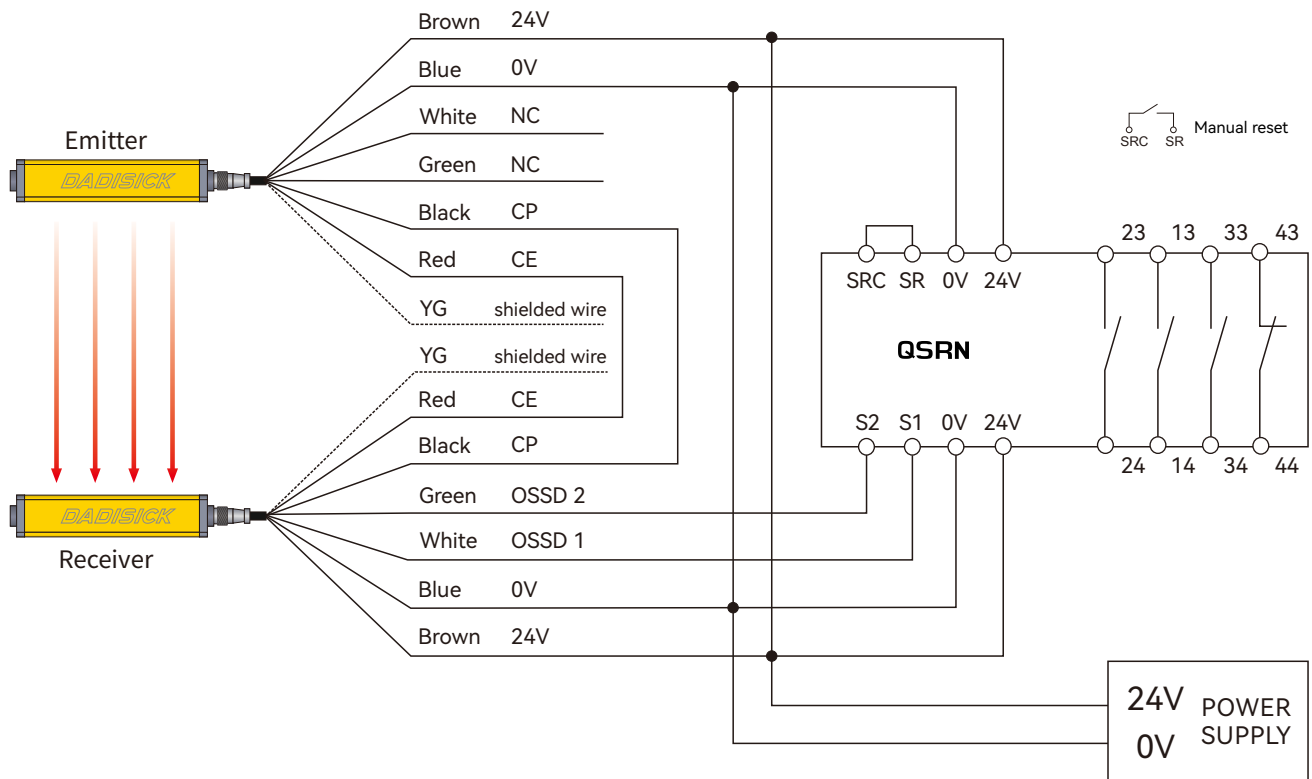 Brown 24V
Blue 0V
White NC
Green NC
Black CP
Red CE
YG shielded wire
YG shielded wire
Red CE
Black CP
Green OSSD 2
White OSSD 1
Blue 0V
Brown 24V
Emitter
DADISICK
DADISICK
Receiver
SRC SR Manual reset
23 13 33 43
SRC SR 0V 24V
QSRN
S2 S1 0V 24V
24 14 34 44
24V POWER
0V SUPPLY